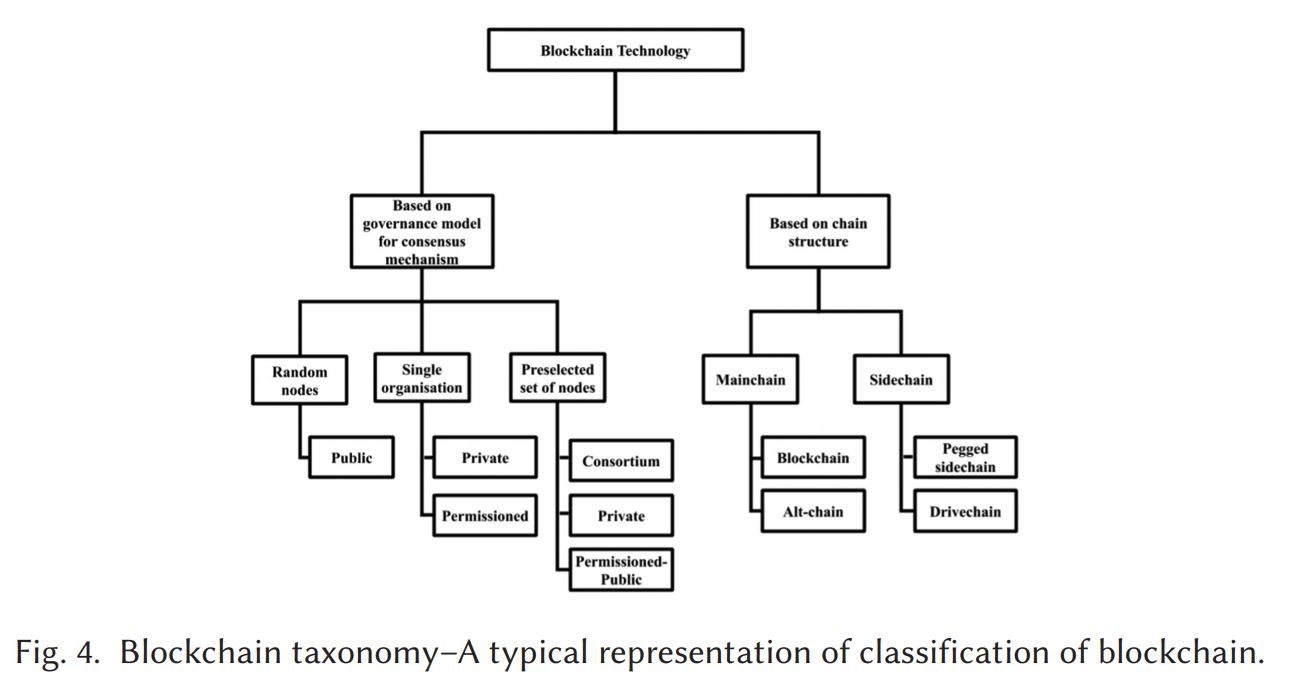 Blockchain Technology
Based on
governance model
for consensus
mechanism
Based on chain
structure
Random
nodes
Single
organisation
Preselected
set of nodes
Mainchain
Sidechain
Public
Private
Permissioned
Consortium
Private
Permissioned-
Public
Blockchain
Alt-chain
Pegged
sidechain
Drivechain
Fig. 4. Blockchain taxonomy–A typical representation of classification of blockchain.